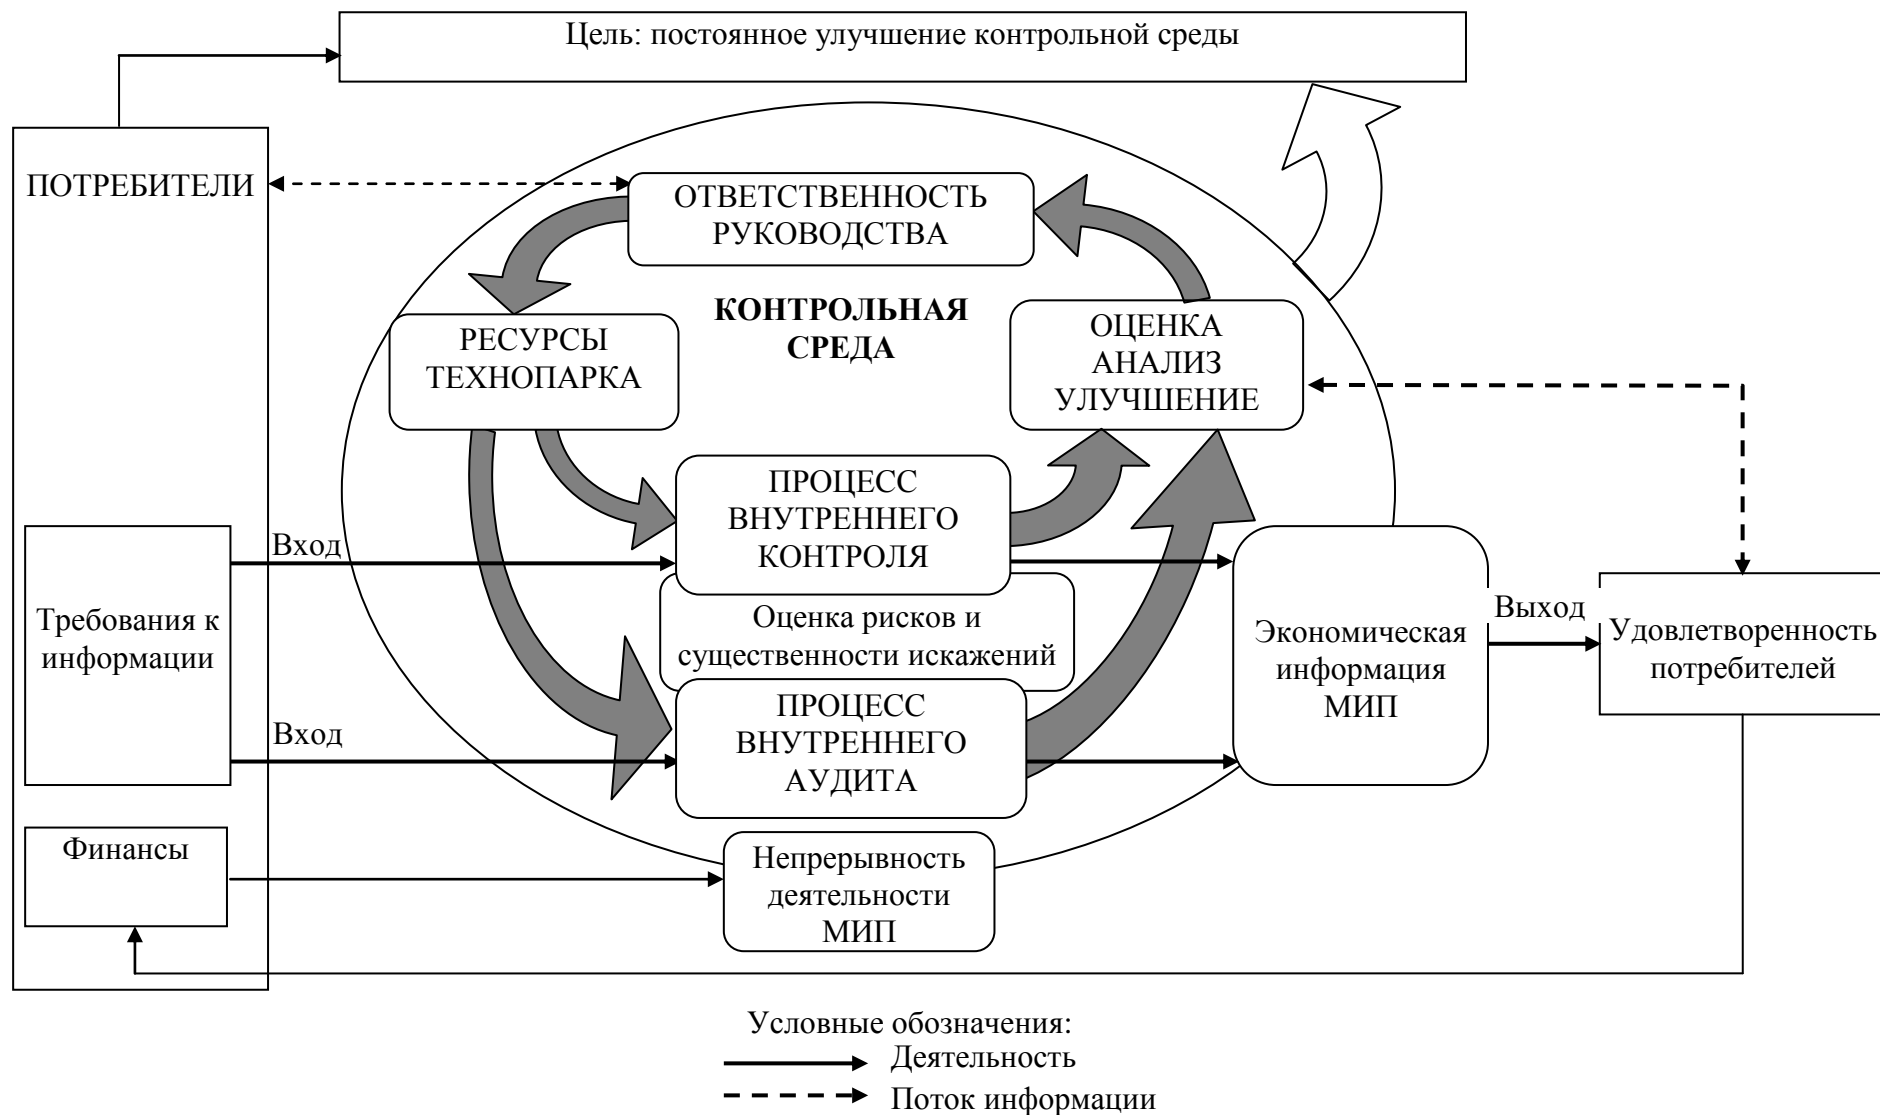 Цель: постоянное улучшение контрольной среды
ПОТРЕБИТЕЛИ
ОТВЕТСТВЕННОСТЬ
РУКОВОДСТВА
КОНТРОЛЬНАЯ
СРЕДА
РЕСУРСЫ
ТЕХНОПАРКА
ОЦЕНКА
АНАЛИЗ
УЛУЧШЕНИЕ
ПРОЦЕСС
ВНУТРЕННЕГО
КОНТРОЛЯ
Вход
Требования к
информации
Оценка рисков и
существенности искажений
Экономическая
информация
МИП
Выход
Удовлетворенность
потребителей
Вход
ПРОЦЕСС
ВНУТРЕННЕГО
АУДИТА
Финансы
Непрерывность
деятельности
МИП
Условные обозначения:
Деятельность
Поток информации